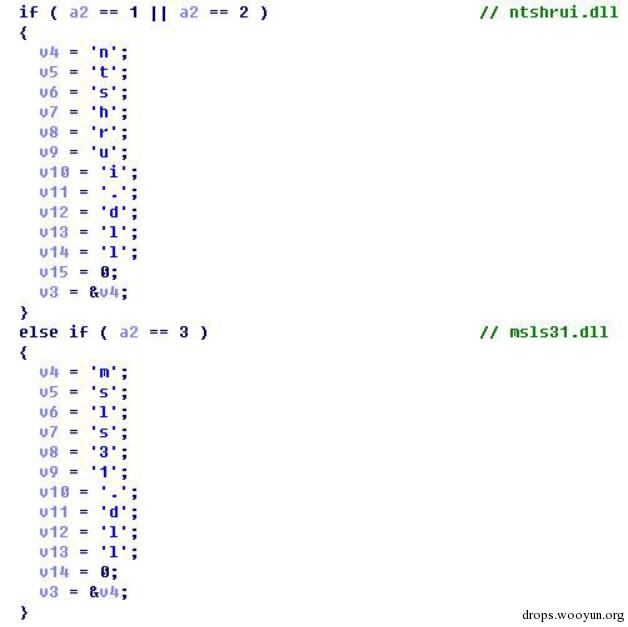 if ( a2 == 1 || a2 == 2 ) // ntshrui.dll
{
v4 = 'n';
v5 = 't';
v6 = 's';
v7 = 'h';
v8 = 'r';
v9 = 'u';
v10 = 'i';
v11 = '.';
v12 = 'd';
v13 = 'l';
v14 = 'l';
v15 = 0;
v3 = &v4;
}
else if ( a2 == 3 ) // msls31.dll
{
v4 = 'm';
v5 = 's';
v6 = 'l';
v7 = 's';
v8 = '3';
v9 = '1';
v10 = '.';
v11 = 'd';
v12 = 'l';
v13 = 'l';
v14 = 0;
v3 = &v4;
}
drops.wooyun.org